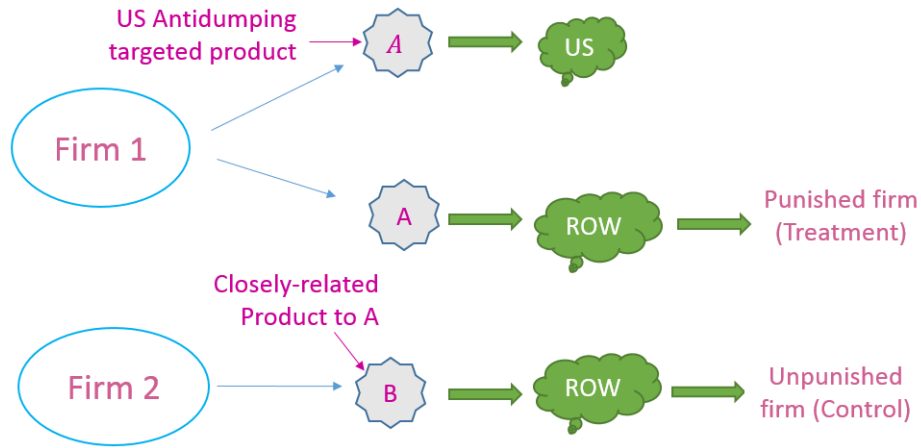 US Antidumping
targeted product
A
US
Firm 1
A
ROW
Punished firm
(Treatment)
Closely-related
Product to A
Firm 2
B
ROW
Unpunished
firm (Control)